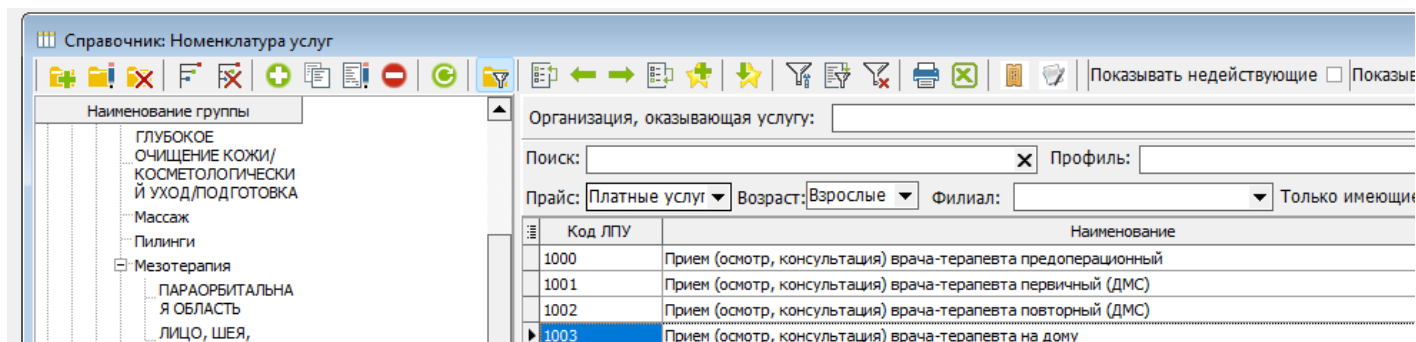 Справочник: Номенклатура услуг
Показывать недействующие
Наименование группы
ГЛУБОКОЕ
ОЧИЩЕНИЕ КОЖИ/
КОСМЕТОЛОГИЧЕСКИ
Й УХОД/ПОДГОТОВКА
Массаж
Пилинги
Мезотерапия
ПАРАОРБИТАЛЬНА
Я ОБЛАСТЬ
ЛИЦО, ШЕЯ,
Организация, оказывающая услугу:
Поиск: Профиль:
Прайс: Платные услуг Возраст: Взрослые Филиал: Только имеющие
Код ЛПУ Наименование
1000 Прием (осмотр, консультация) врача-терапевта предоперационный
1001 Прием (осмотр, консультация) врача-терапевта первичный (ДМС)
1002 Прием (осмотр, консультация) врача-терапевта повторный (ДМС)
1003 Прием (осмотр, консультация) врача-терапевта на дому